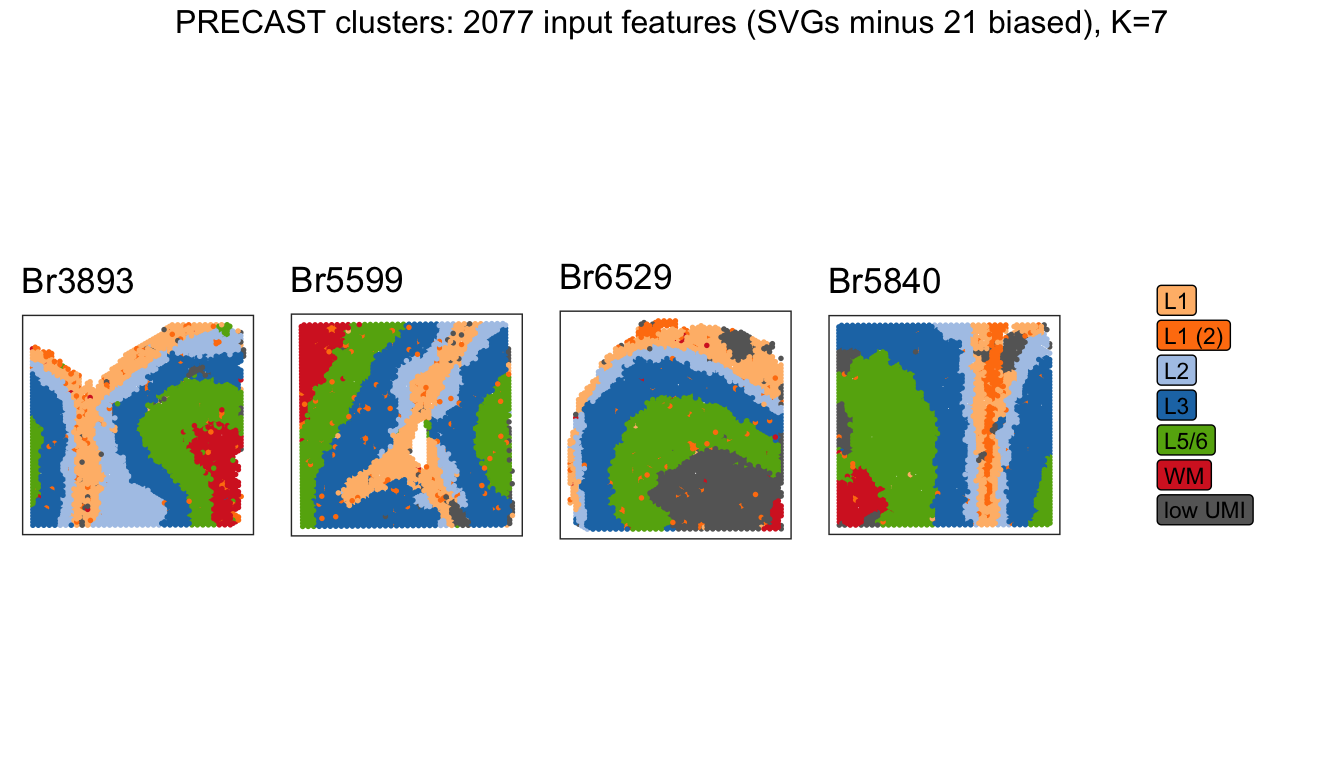 PRECAST clusters: 2077 input features (SVGs minus 21 biased), K=7
Br3893
Br5599
Br6529
Br5840
L1
L1 (2)
L2
L3
L5/6
WM
low UMI